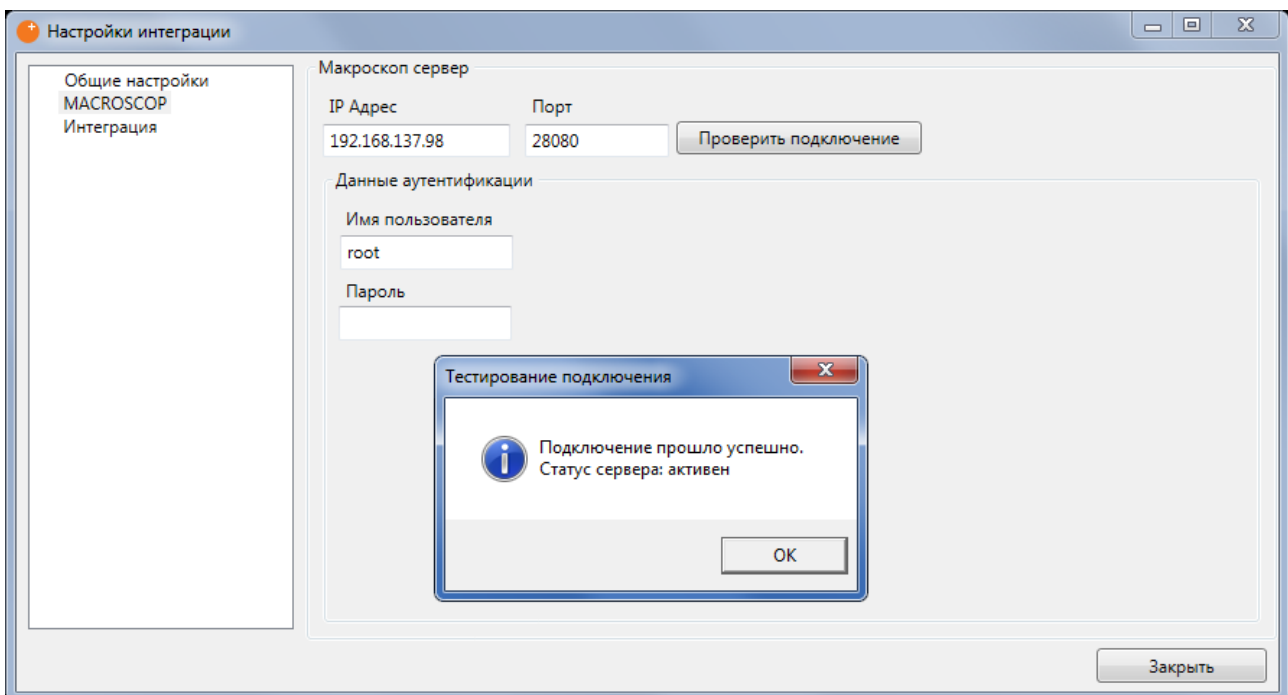 Настройки интеграции
Общие настройки
MACROSCOP
Интеграция
Макроскоп сервер
IP Адрес
Порт
192.168.137.98
28080
Проверить подключение
Данные аутентификации
Имя пользователя
root
Пароль
Тестирование подключения
Подключение прошло успешно.
Статус сервера: активен
OK
Закрыть